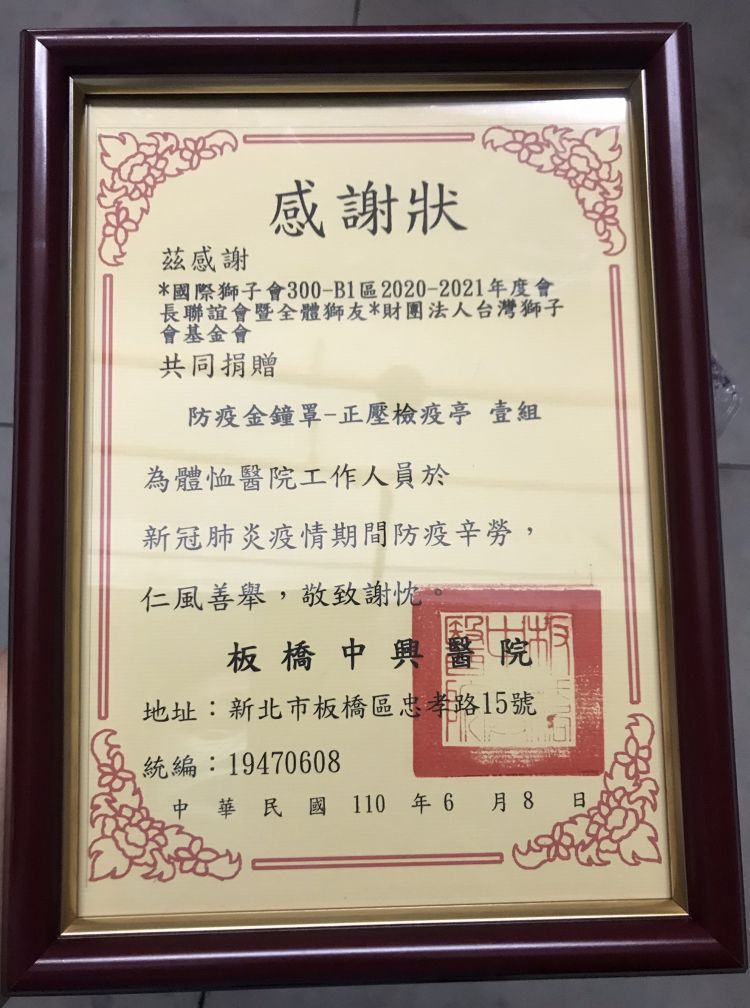 感謝狀
茲感謝
*國際獅子會300-B1區2020-2021年度會
長聯誼會暨全體獅友*財團法人台灣獅子
會基金會
共同捐贈
防疫金鐘罩-正壓檢疫亭 壹組
為體恤醫院工作人員於
新冠肺炎疫情期間防疫辛勞，
仁風善舉，敬致謝忱。
板橋中興醫院
地址：新北市板橋區忠孝路15號
統編：19470608
中華民國 110 年 6 月 8 日